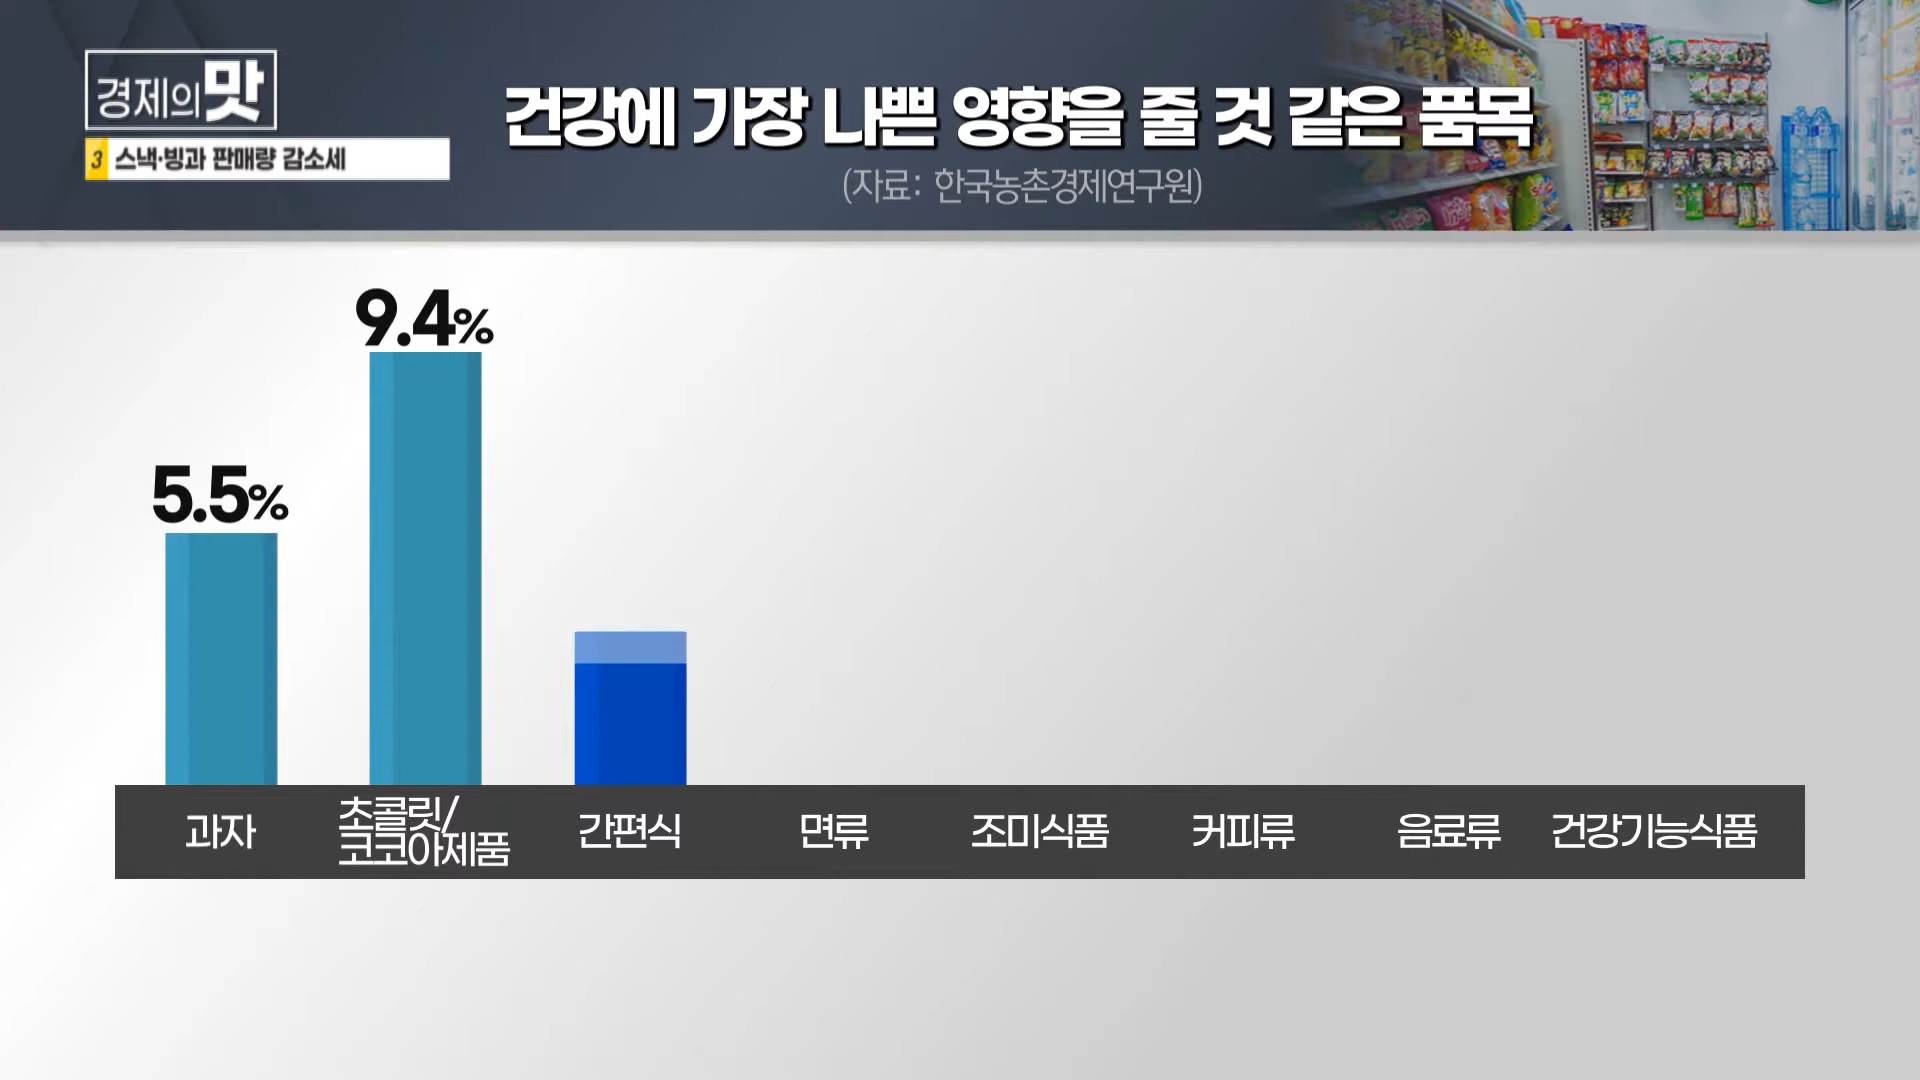 경제의맛
3 스낵·빙과 판매량 감소세
건강에 가장 나쁜 영향을 줄 것 같은 품목
(자료: 한국농촌경제연구원)
9.4%
5.5%
과자
초콜릿/
코코아제품
간편식
면류
조미식품
커피류
음료류
건강기능식품